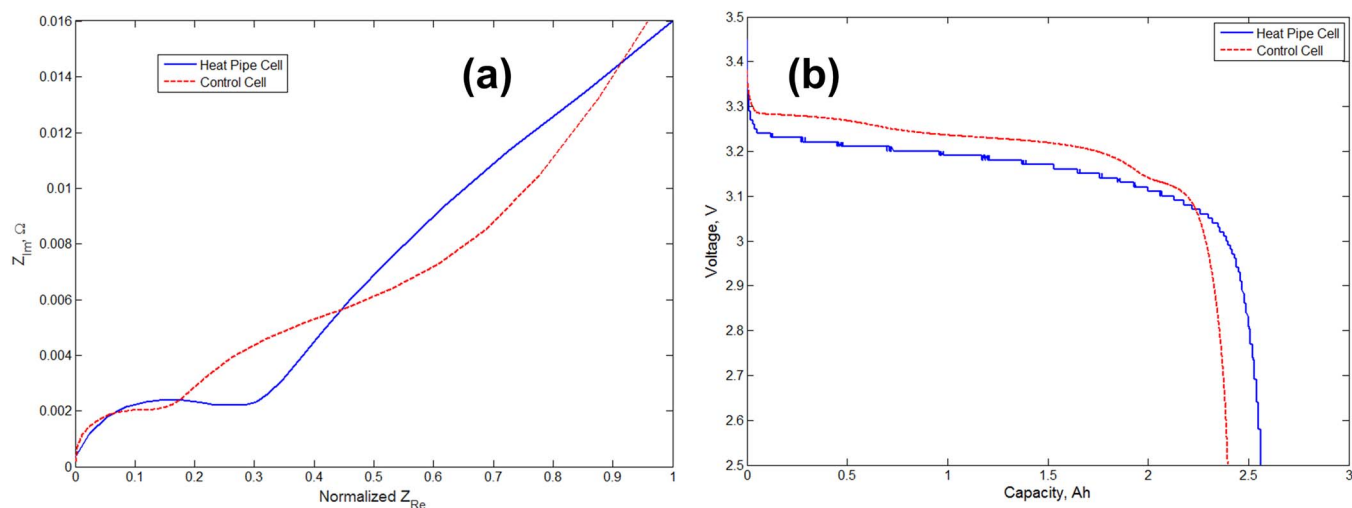 0.016
0.014
0.012
0.01
0.008
0.006
0.004
0.002
0
Z_Im, Ω
Heat Pipe Cell
Control Cell
(a)
0 0.1 0.2 0.3 0.4 0.5 0.6 0.7 0.8 0.9 1
Normalized Z_Re
3.5
3.4
3.3
3.2
3.1
3
2.9
2.8
2.7
2.6
2.5
Voltage, V
Heat Pipe Cell
Control Cell
(b)
0 0.5 1 1.5 2 2.5 3
Capacity, Ah